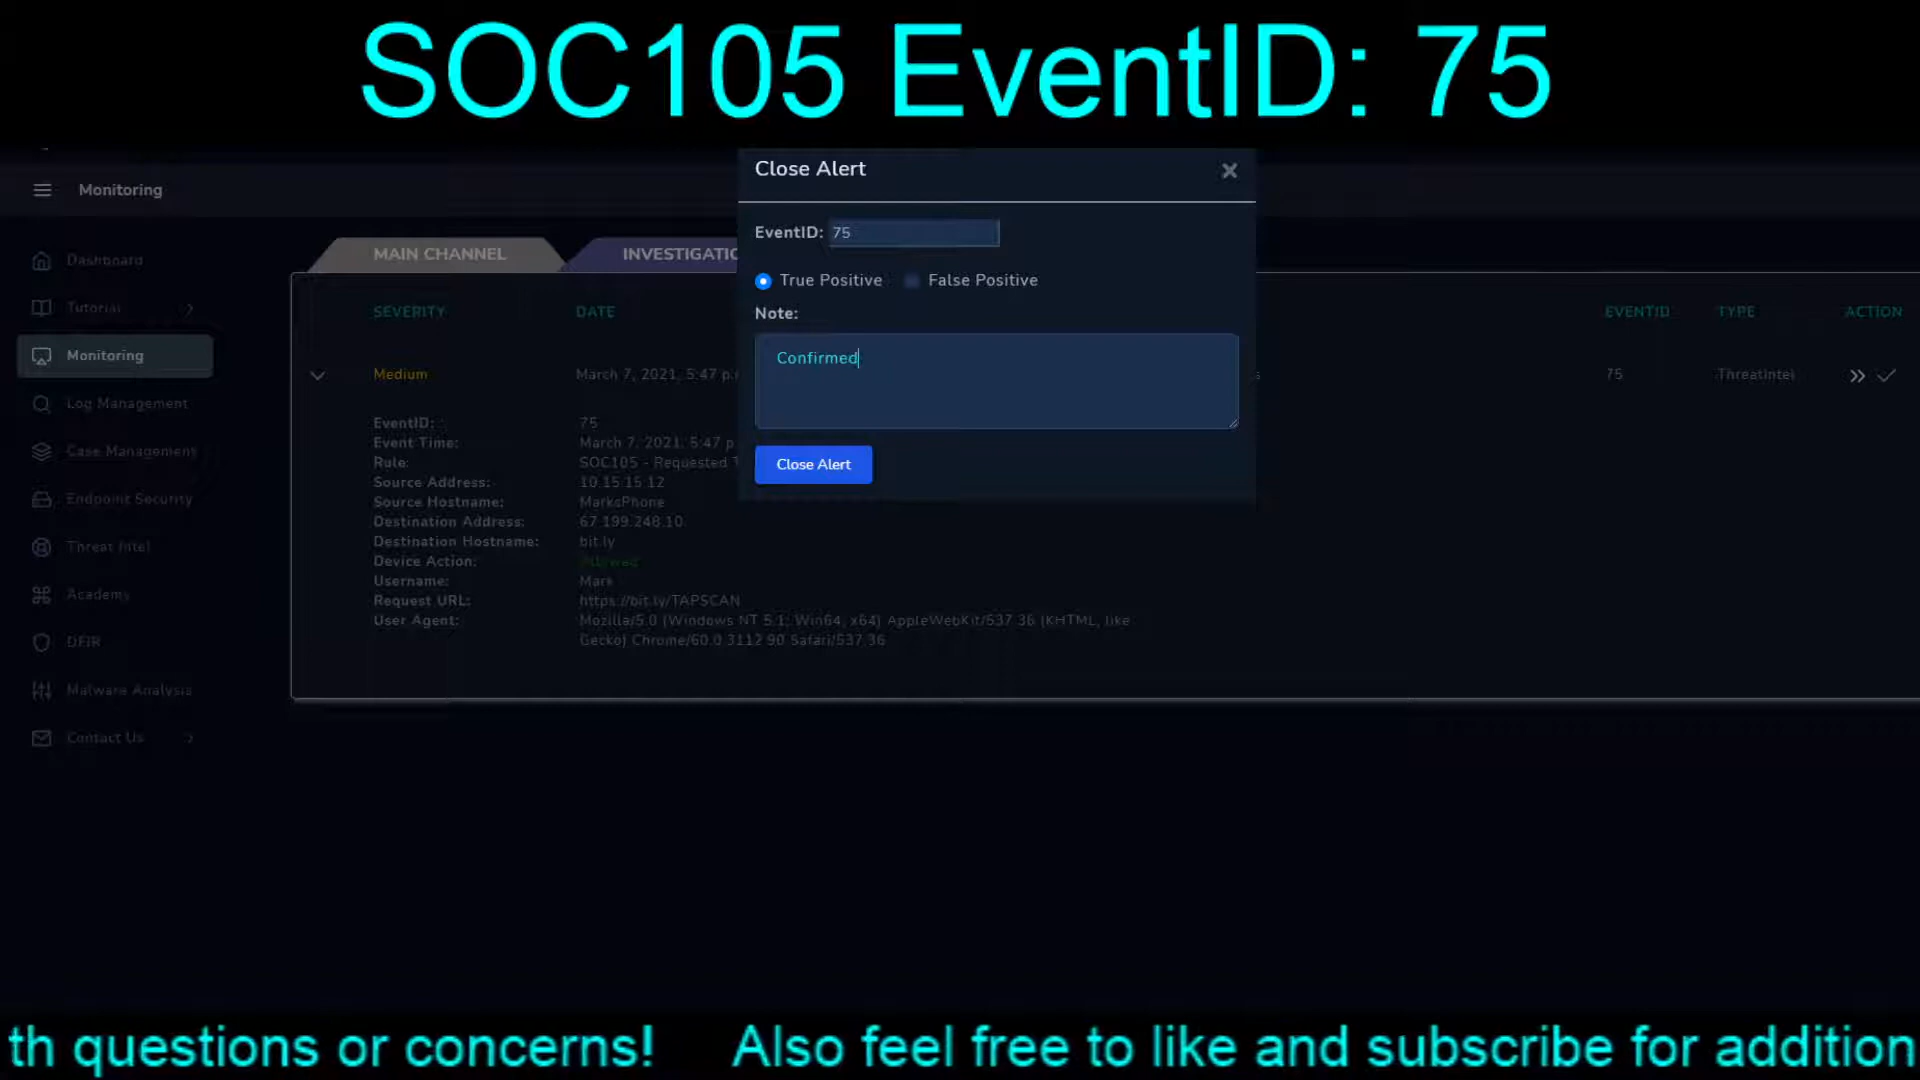 SOC105 EventID: 75
Close Alert
Monitoring
EventID: 75
MAIN CHANNEL
Dashboard
True Positive False Positive
Tutorial
SEVERITY DATE Note: EVENTID TYPE ACTION
Monitoring
Confirmed
Medium March 7, 2021, 5:47 p. 75 ThreatIntel
Log Management
EventID: 75
Event Time: March 7, 2021, 5:47 p
Case Management
Rule: SOC105 - Requested
Close Alert
Source Address: 10.15.15.12
Endpoint Security
Source Hostname: MarksPhone
Destination Address: 67.199.248.10
Destination Hostname: bit.ly
Threat Intel
Device Action: Allowed
Username: Mark
Academy
Request URL: https://bit.ly/TAPSCAN
User Agent: Mozilla/5.0 (Windows NT 5.1; Win64; x64) AppleWebKit/537.36 (KHTML, like
Gecko) Chrome/60.0.3112.90 Safari/537.36
DFIR
Malware Analysis
Contact Us
th questions or concerns! Also feel free to like and subscribe for addition